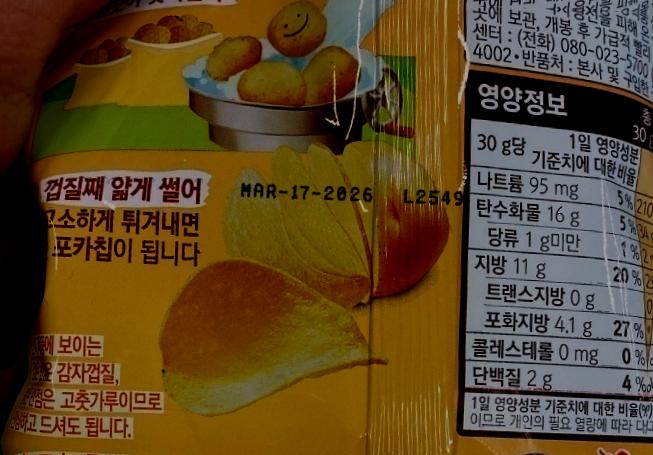 곳에 보관, 개봉 후 가급적 빨리
센터 : (전화) 080-023-5700
4002•반품처 : 본사 및 구입한
영양정보
30 g당
1일 영양성분
기준치에 대한 비율
나트륨 95 mg 5 %
탄수화물 16 g 5 %
당류 1 g미만 1 %
지방 11 g 20 %
트랜스지방 0 g
포화지방 4.1 g 27 %
콜레스테롤 0 mg 0 %
단백질 2 g 4 %
1일 영양성분 기준치에 대한 비율(%)
이므로 개인의 필요 열량에 따라
껍질째 얇게 썰어
고소하게 튀겨내면
포카칩이 됩니다
MAR-17-2026 L2549
보이는
감자껍질,
고춧가루이므로
드셔도 됩니다.